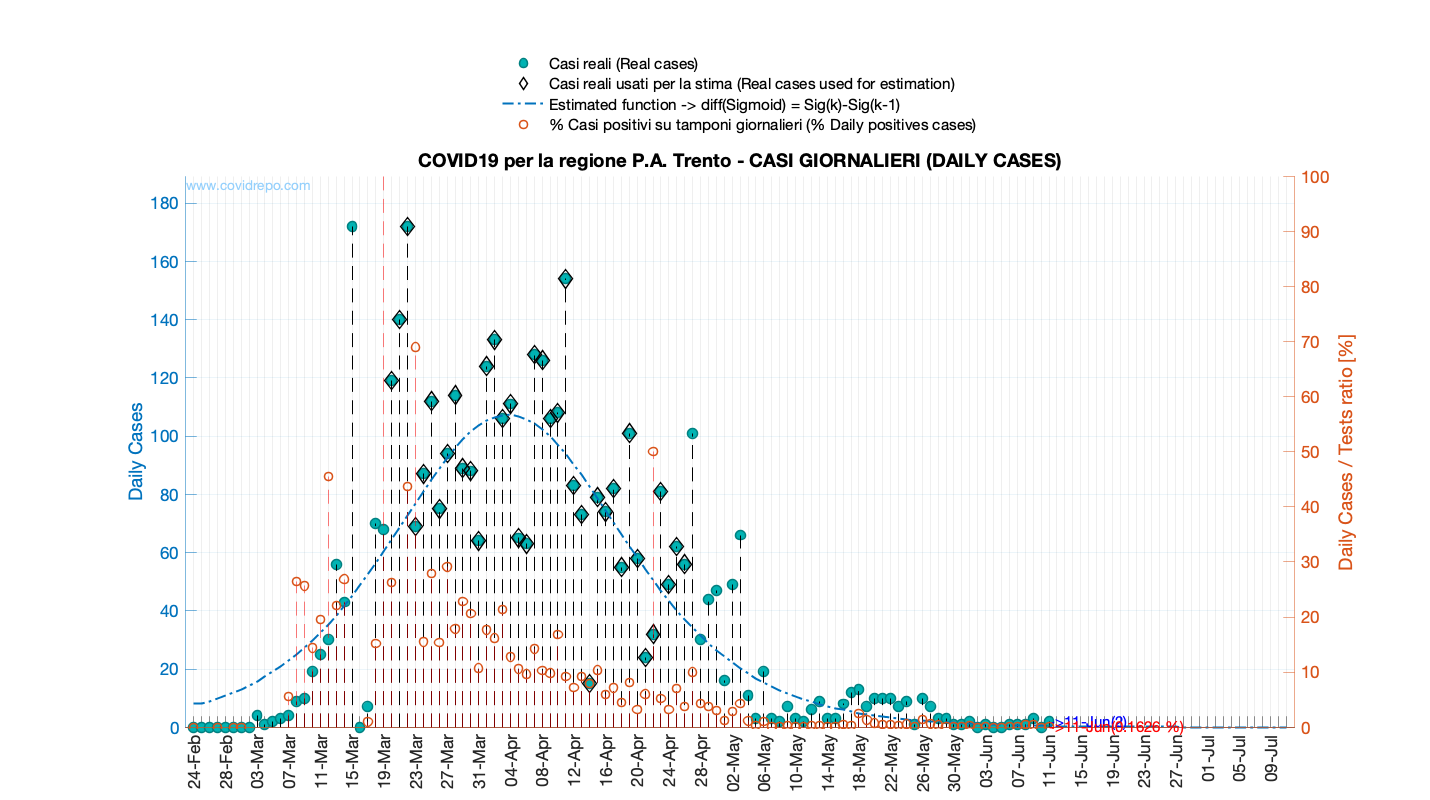 Casi reali (Real cases)
Casi reali usati per la stima (Real cases used for estimation)
Estimated function -> diff(Sigmoid) = Sig(k)-Sig(k-1)
% Casi positivi su tamponi giornalieri (% Daily positives cases)
COVID19 per la regione P.A. Trento - CASI GIORNALIERI (DAILY CASES)
www.covidrepo.com
Daily Cases
180
160
140
120
100
80
60
40
20
0
100
90
80
70
60
50
40
30
20
10
0
Daily Cases / Tests ratio [%]
>11-Jun(2)
>11-Jun(0.1626 %)
24-Feb
28-Feb
03-Mar
07-Mar
11-Mar
15-Mar
19-Mar
23-Mar
27-Mar
31-Mar
04-Apr
08-Apr
12-Apr
16-Apr
20-Apr
24-Apr
28-Apr
02-May
06-May
10-May
14-May
18-May
22-May
26-May
30-May
03-Jun
07-Jun
11-Jun
15-Jun
19-Jun
23-Jun
27-Jun
01-Jul
05-Jul
09-Jul